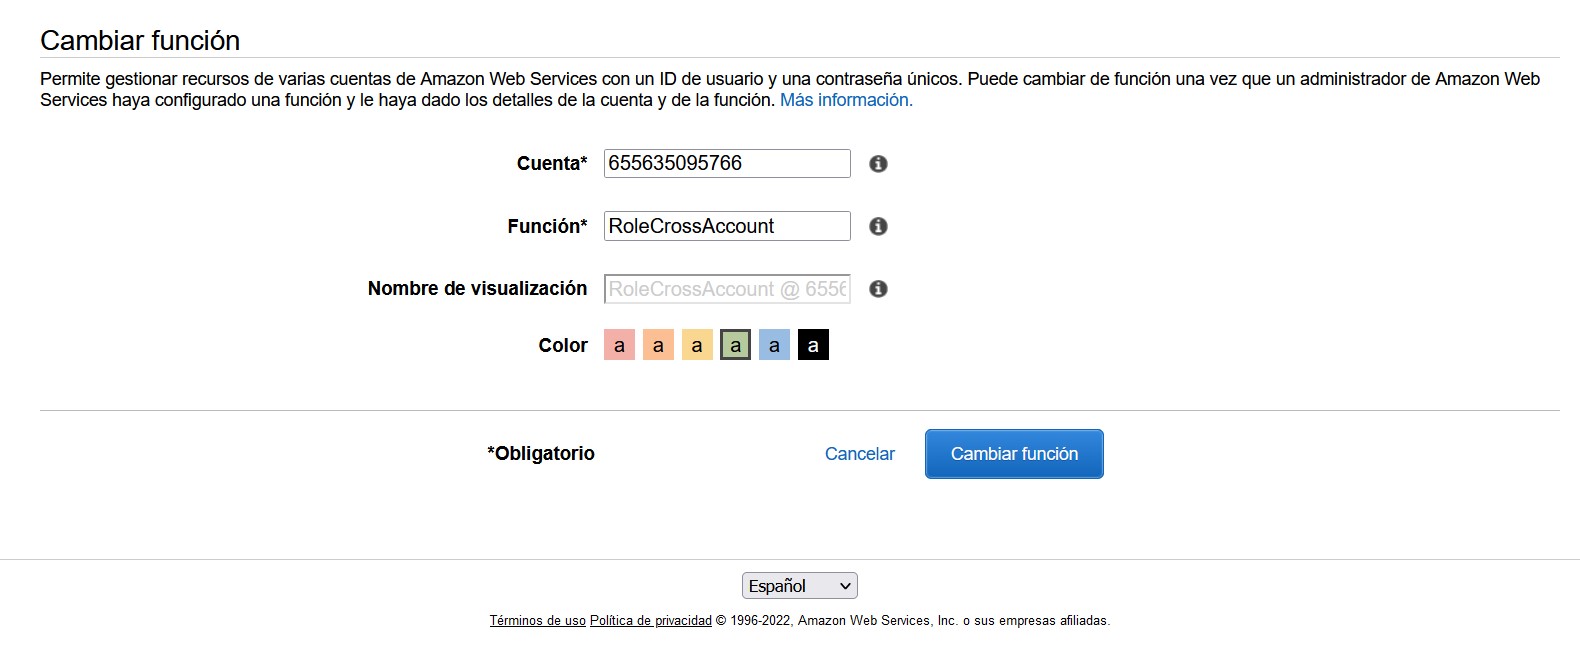 Cambiar función
Permite gestionar recursos de varias cuentas de Amazon Web Services con un ID de usuario y una contraseña únicos. Puede cambiar de función una vez que un administrador de Amazon Web
Services haya configurado una función y le haya dado los detalles de la cuenta y de la función. Más información.
Cuenta* 655635095766
Función* RoleCrossAccount
Nombre de visualización RoleCrossAccount @ 6556
Color a a a a a a
*Obligatorio Cancelar Cambiar función
Español
Términos de uso Política de privacidad © 1996-2022, Amazon Web Services, Inc. o sus empresas afiliadas.